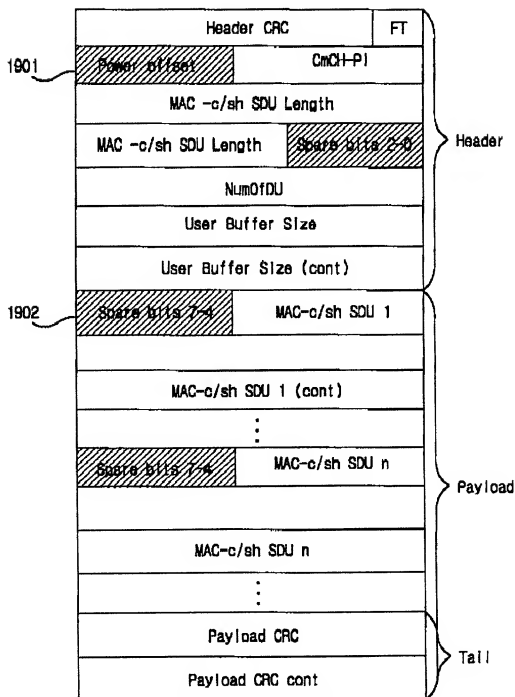 Header CRC FT
1901
Power offset CmCH-PI
MAC -c/sh SDU Length
MAC -c/sh SDU Length Spare bits 2-0
Header
NumOfDU
User Buffer Size
User Buffer Size (cont)
1902
Spare bits 7-4 MAC-c/sh SDU 1
MAC-c/sh SDU 1 (cont)
Spare bits 7-4 MAC-c/sh SDU n
Payload
MAC-c/sh SDU n
Payload CRC
Tail
Payload CRC cont